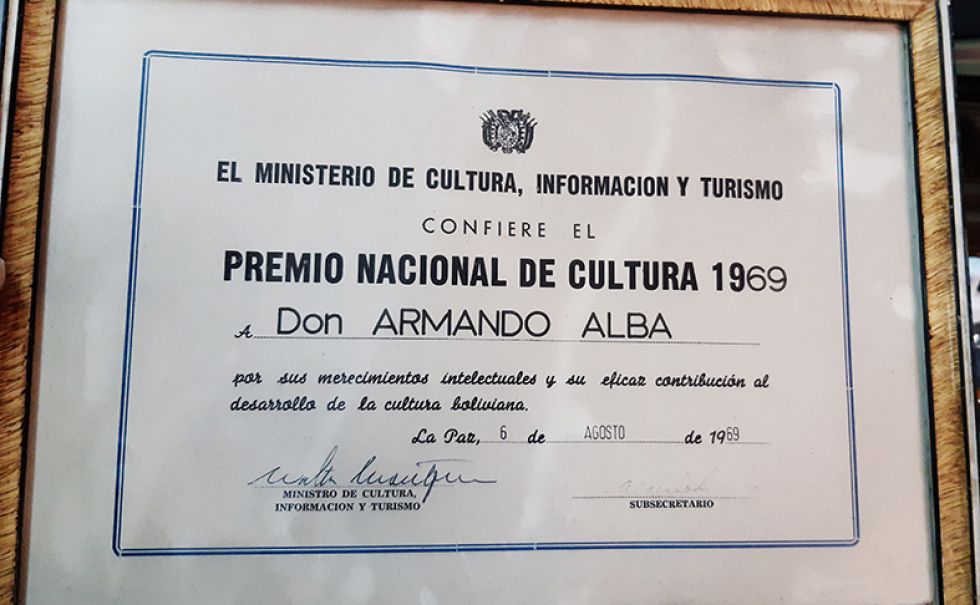 EL MINISTERIO DE CULTURA, INFORMACION Y TURISMO
CONFIERE EL
PREMIO NACIONAL DE CULTURA 1969
A Don ARMANDO ALBA
por sus merecimientos intelectuales y su eficaz contribución al
desarrollo de la cultura boliviana.
La Paz, 6 de AGOSTO de 1969
MINISTRO DE CULTURA,
INFORMACION Y TURISMO
SUBSECRETARIO